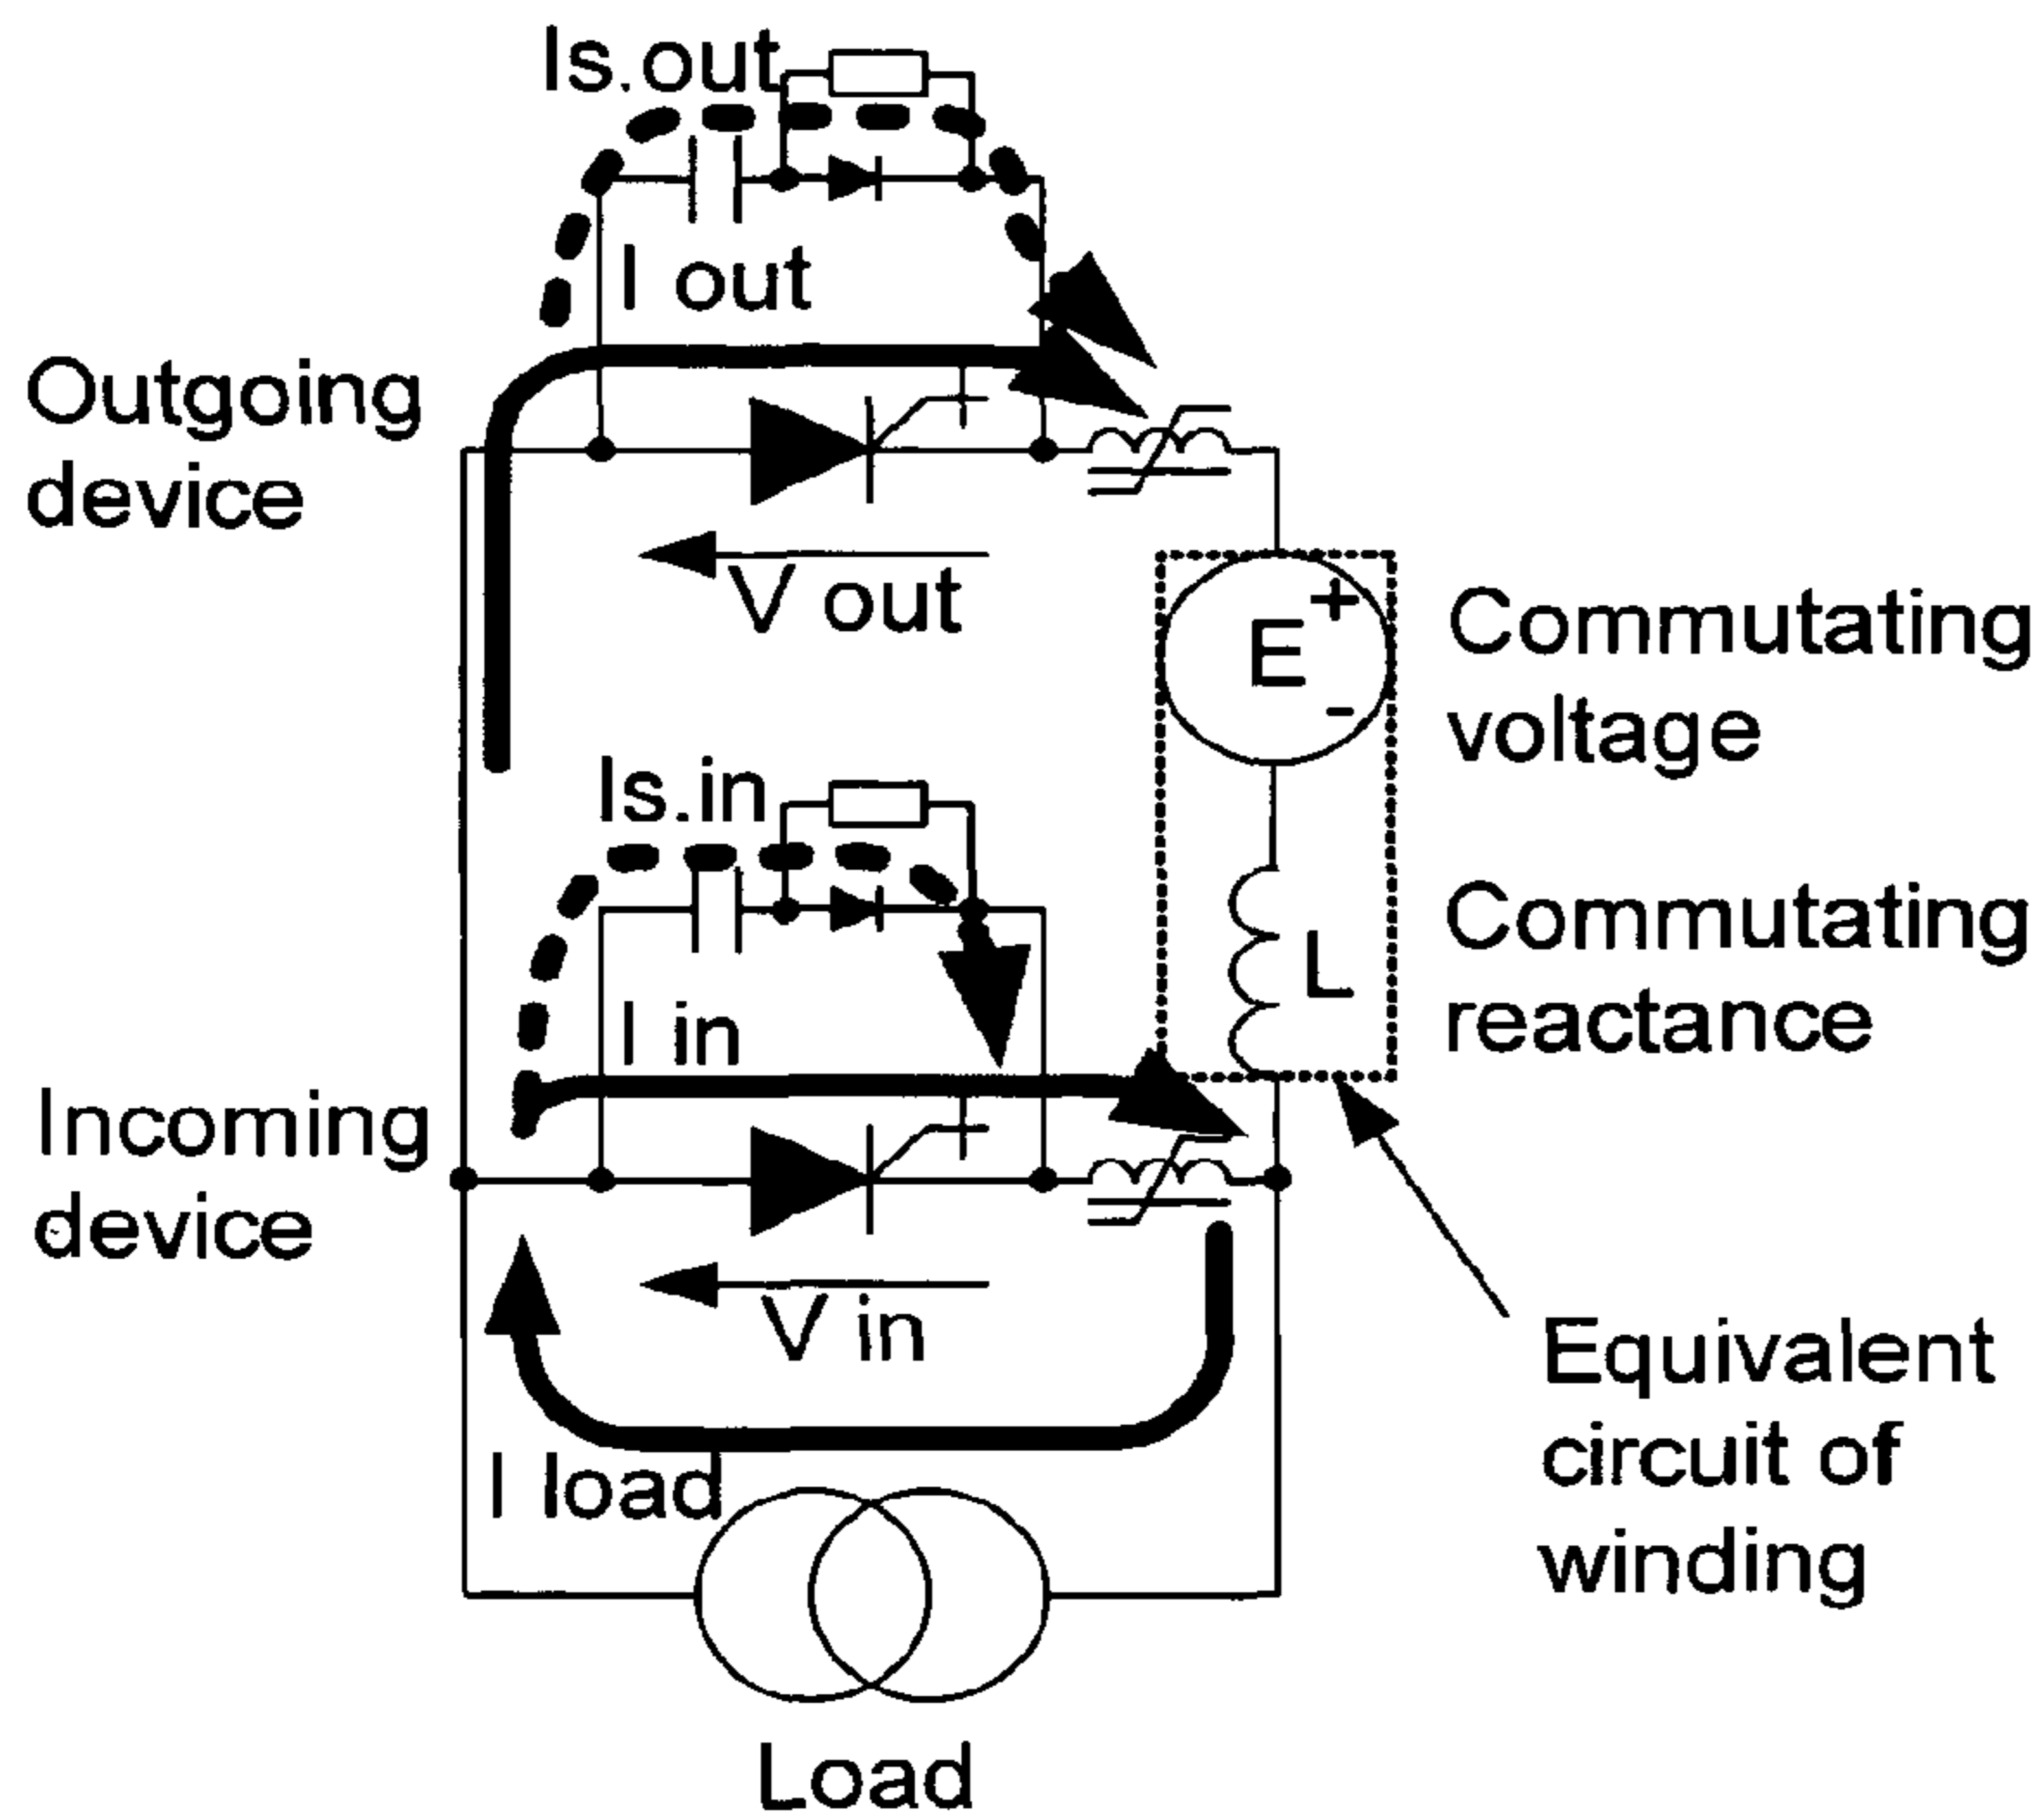 Is.out
I out
Outgoing
device
V out
E
+
-
Commutating
voltage
Is.in
I in
L
Commutating
reactance
Incoming
device
V in
I load
Equivalent
circuit of
winding
Load